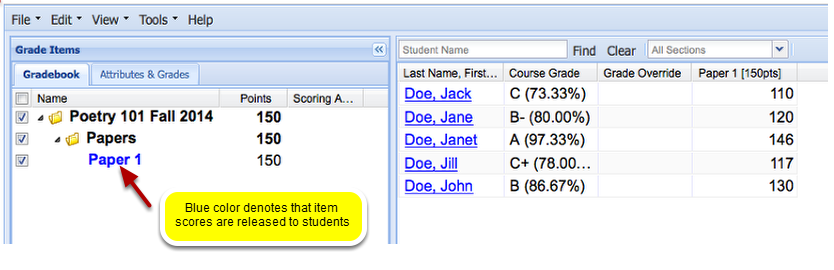 File Edit View Tools Help
Grade Items
Gradebook Attributes & Grades
Name Points Scoring A...
Poetry 101 Fall 2014 150
Papers 150
Paper 1 150
Blue color denotes that item
scores are released to students
Student Name Find Clear All Sections
Last Name, First... Course Grade Grade Override Paper 1 [150pts]
Doe, Jack C (73.33%) 110
Doe, Jane B- (80.00%) 120
Doe, Janet A (97.33%) 146
Doe, Jill C+ (78.00... 117
Doe, John B (86.67%) 130